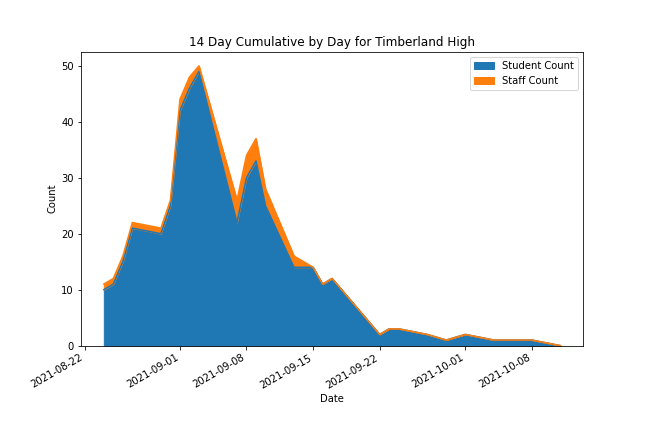 14 Day Cumulative by Day for Timberland High
Student Count
Staff Count
50
40
30
20
10
0
Count
2021-08-22
2021-09-01
2021-09-08
2021-09-15
2021-09-22
2021-10-01
2021-10-08
Date